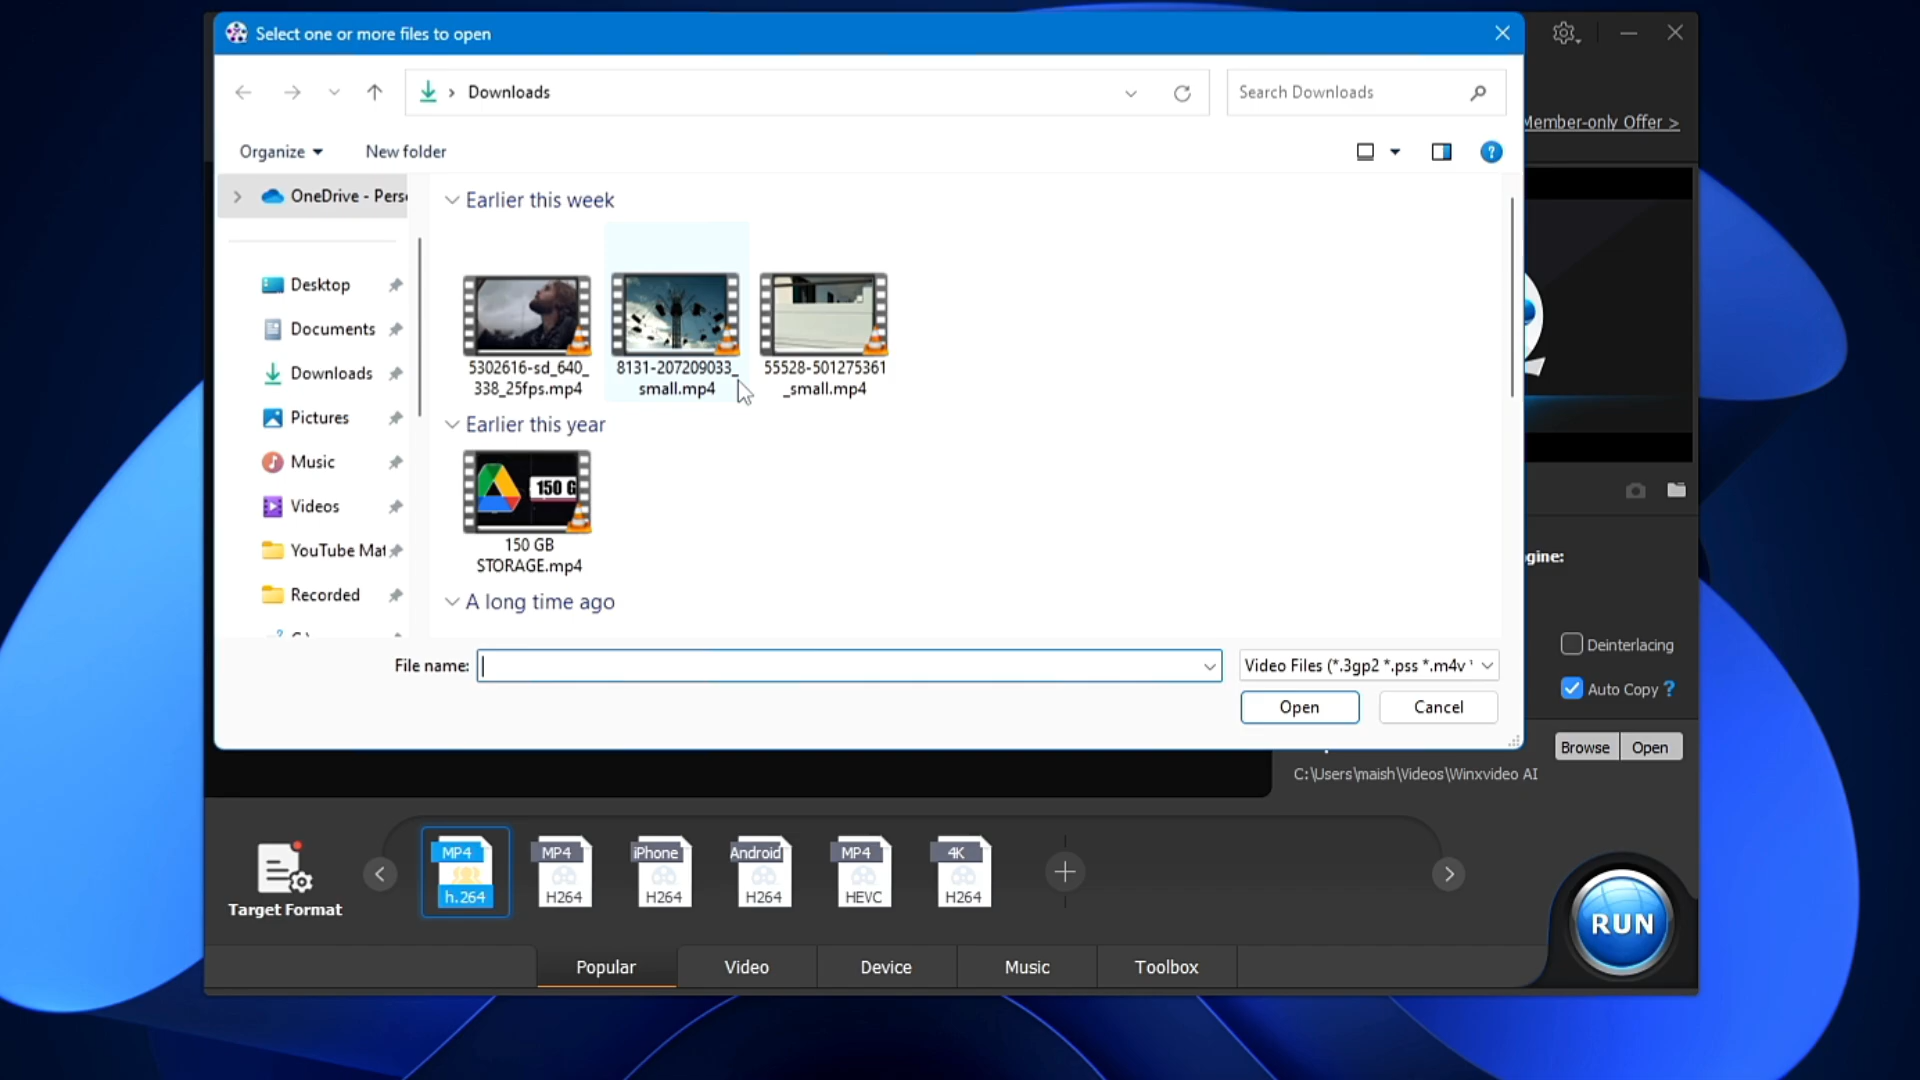 Select one or more files to open
Member-only Offer >
Downloads
Search Downloads
Organize
New folder
OneDrive - Perso
Desktop
Documents
Downloads
Pictures
Music
Videos
YouTube Mat
Recorded
Earlier this week
5302616-sd_640_
338_25fps.mp4
8131-207209033_
small.mp4
55528-501275361
_small.mp4
Earlier this year
150 G
150 GB
STORAGE.mp4
A long time ago
File name:
Video Files (*.3gp2 *.pss *.m4v
Open
Cancel
gine:
Deinterlacing
Auto Copy ?
Browse
Open
C:\Users\maish\Videos\Winxvideo AI
Target Format
MP4
h.264
MP4
H264
iPhone
H264
Android
H264
MP4
HEVC
4K
H264
RUN
Popular
Video
Device
Music
Toolbox